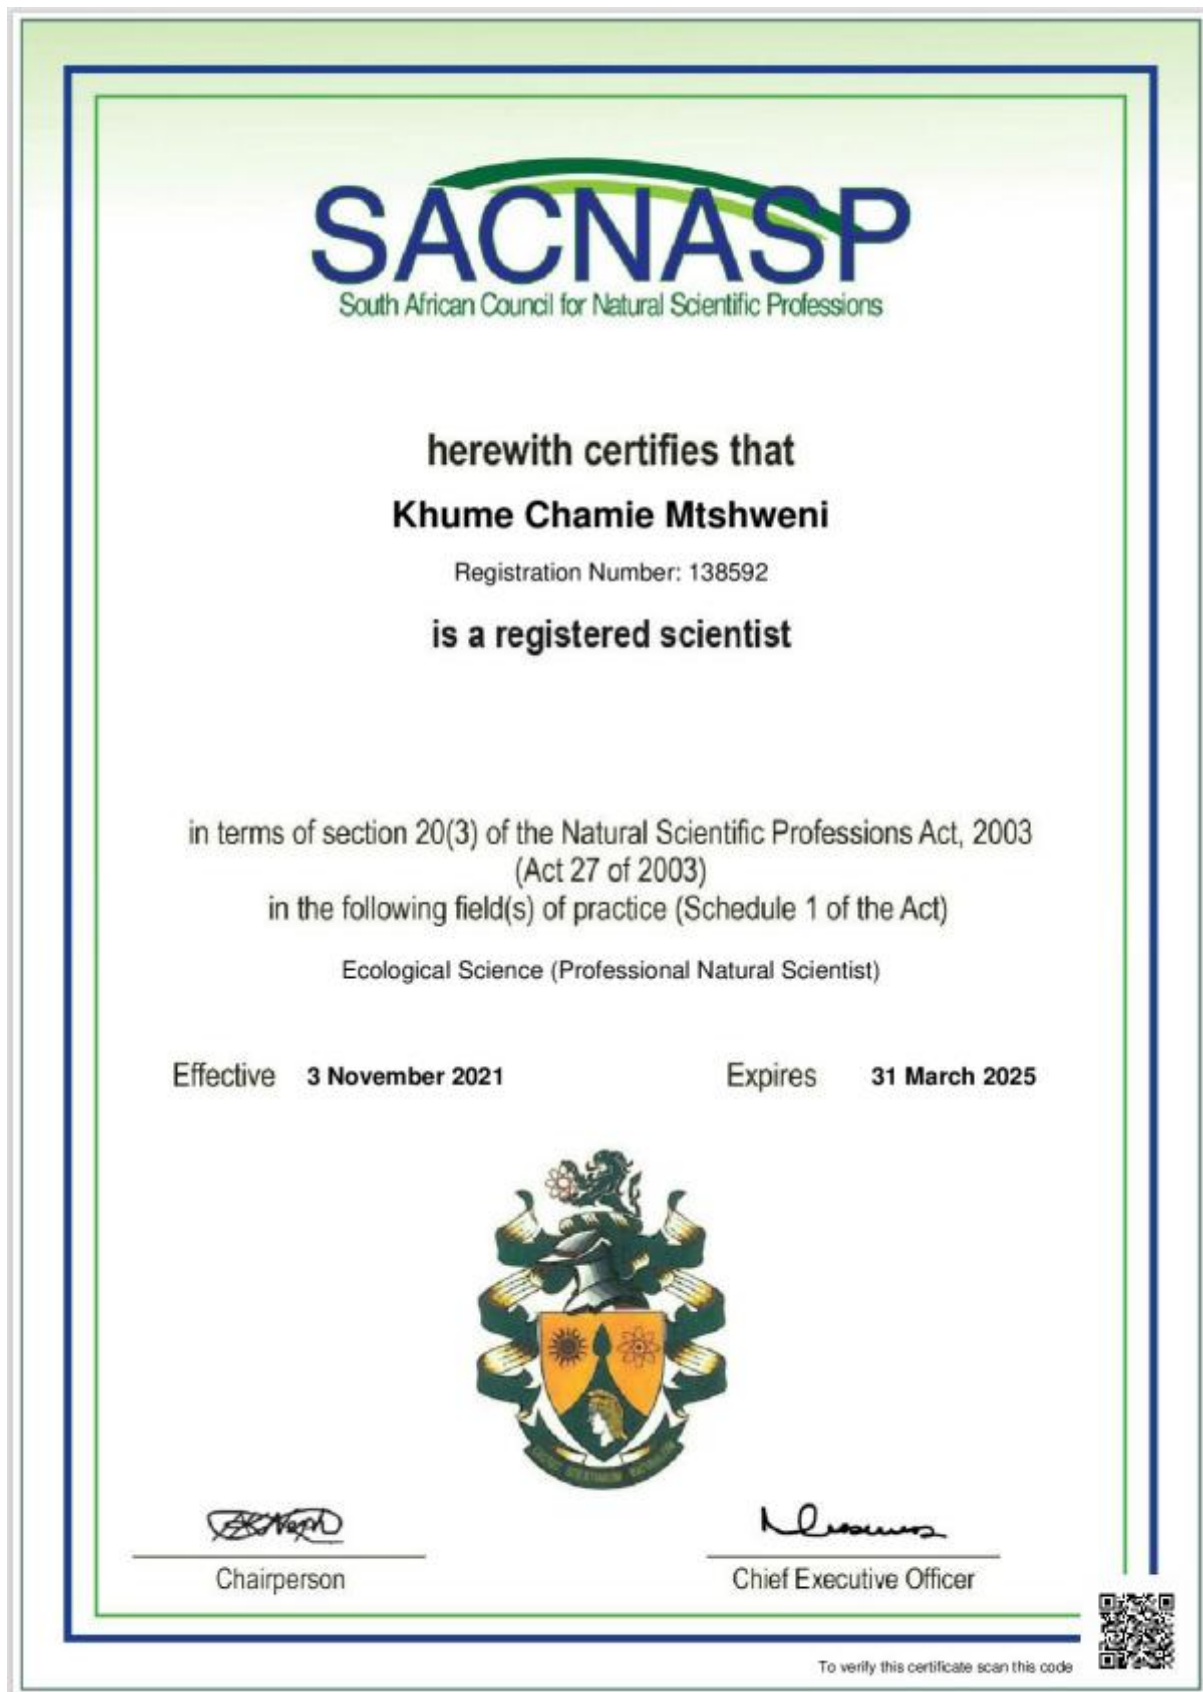 SACNASP
South African Council for Natural Scientific Professions
herewith certifies that
Khume Chamie Mtshweni
Registration Number: 138592
is a registered scientist
in terms of section 20(3) of the Natural Scientific Professions Act, 2003
(Act 27 of 2003)
in the following field(s) of practice (Schedule 1 of the Act)
Ecological Science (Professional Natural Scientist)
Effective 3 November 2021 Expires 31 March 2025
Chairperson Chief Executive Officer
To verify this certificate scan this code